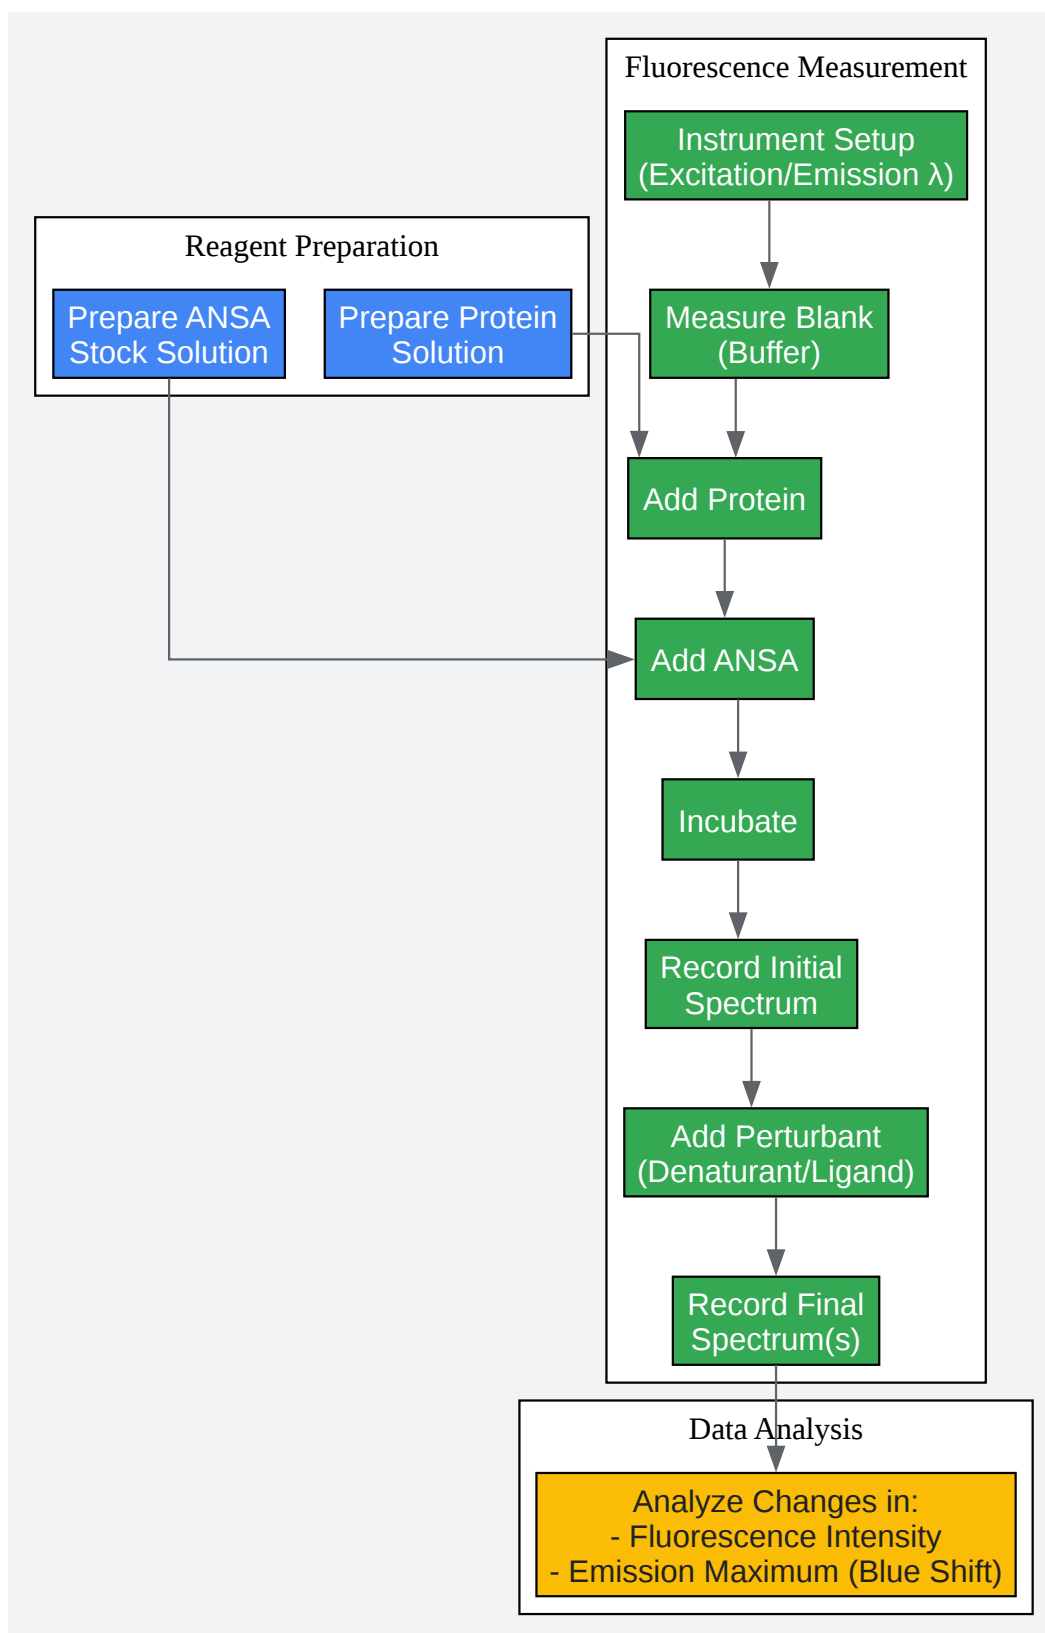 Fluorescence Measurement
Instrument Setup
(Excitation/Emission λ)
Reagent Preparation
Prepare ANSA
Stock Solution
Prepare Protein
Solution
Measure Blank
(Buffer)
Add Protein
Add ANSA
Incubate
Record Initial
Spectrum
Add Perturbant
(Denaturant/Ligand)
Record Final
Spectrum(s)
Data Analysis
Analyze Changes in:
- Fluorescence Intensity
- Emission Maximum (Blue Shift)